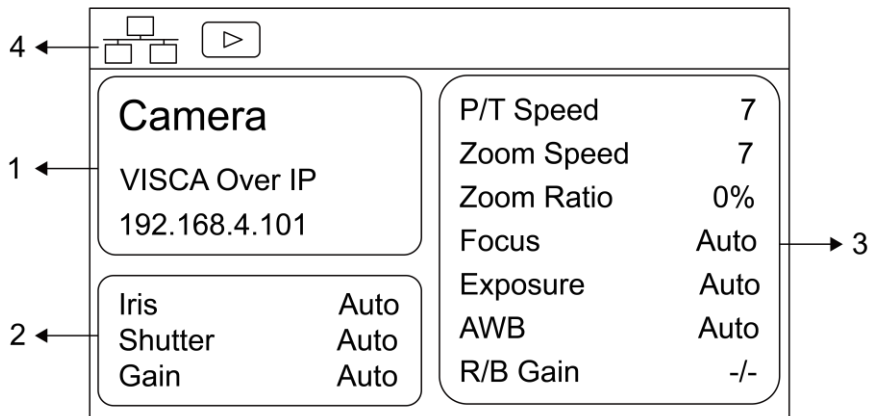 4
1
Camera
VISCA Over IP
192.168.4.101
2
Iris Auto
Shutter Auto
Gain Auto
P/T Speed 7
Zoom Speed 7
Zoom Ratio 0%
Focus Auto
Exposure Auto
AWB Auto
R/B Gain -/-
3